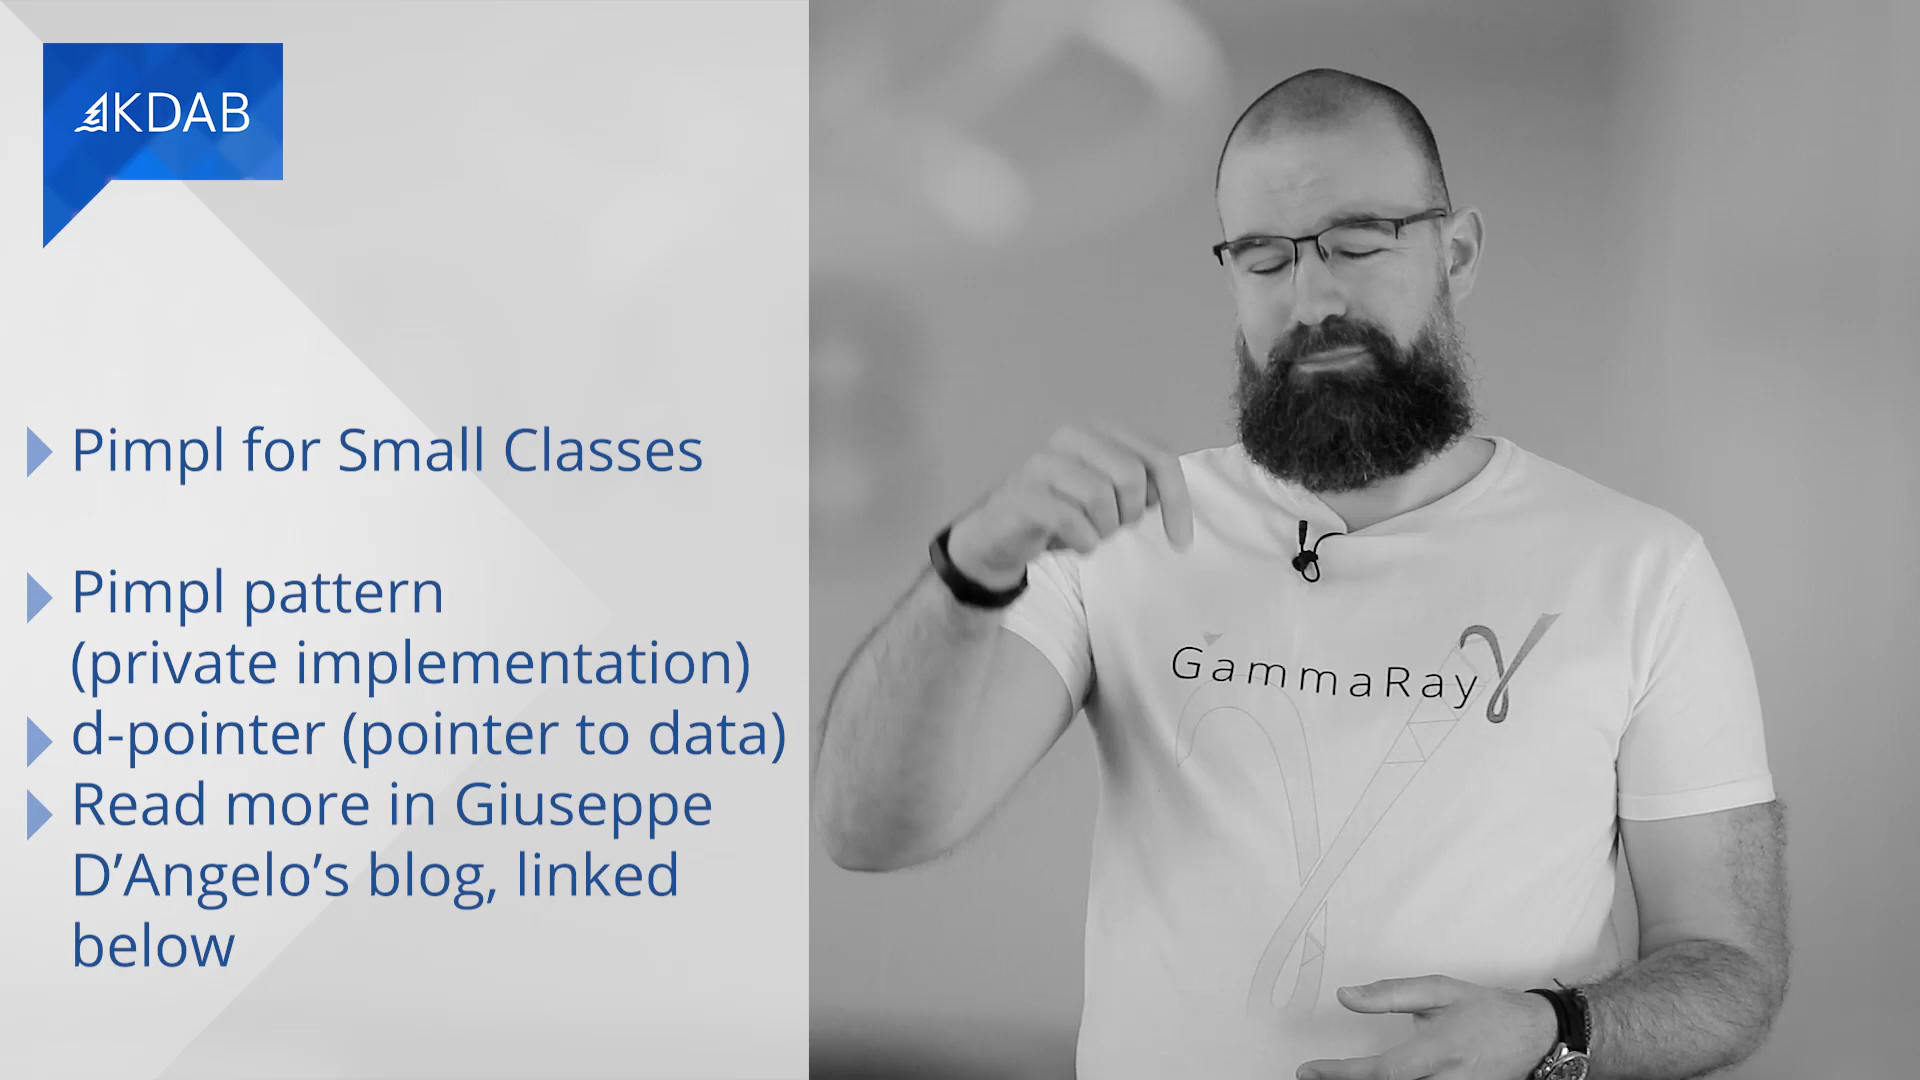 KDAB
Pimpl for Small Classes
Pimpl pattern
(private implementation)
d-pointer (pointer to data)
Read more in Giuseppe
D’Angelo’s blog, linked
below
GammaRay